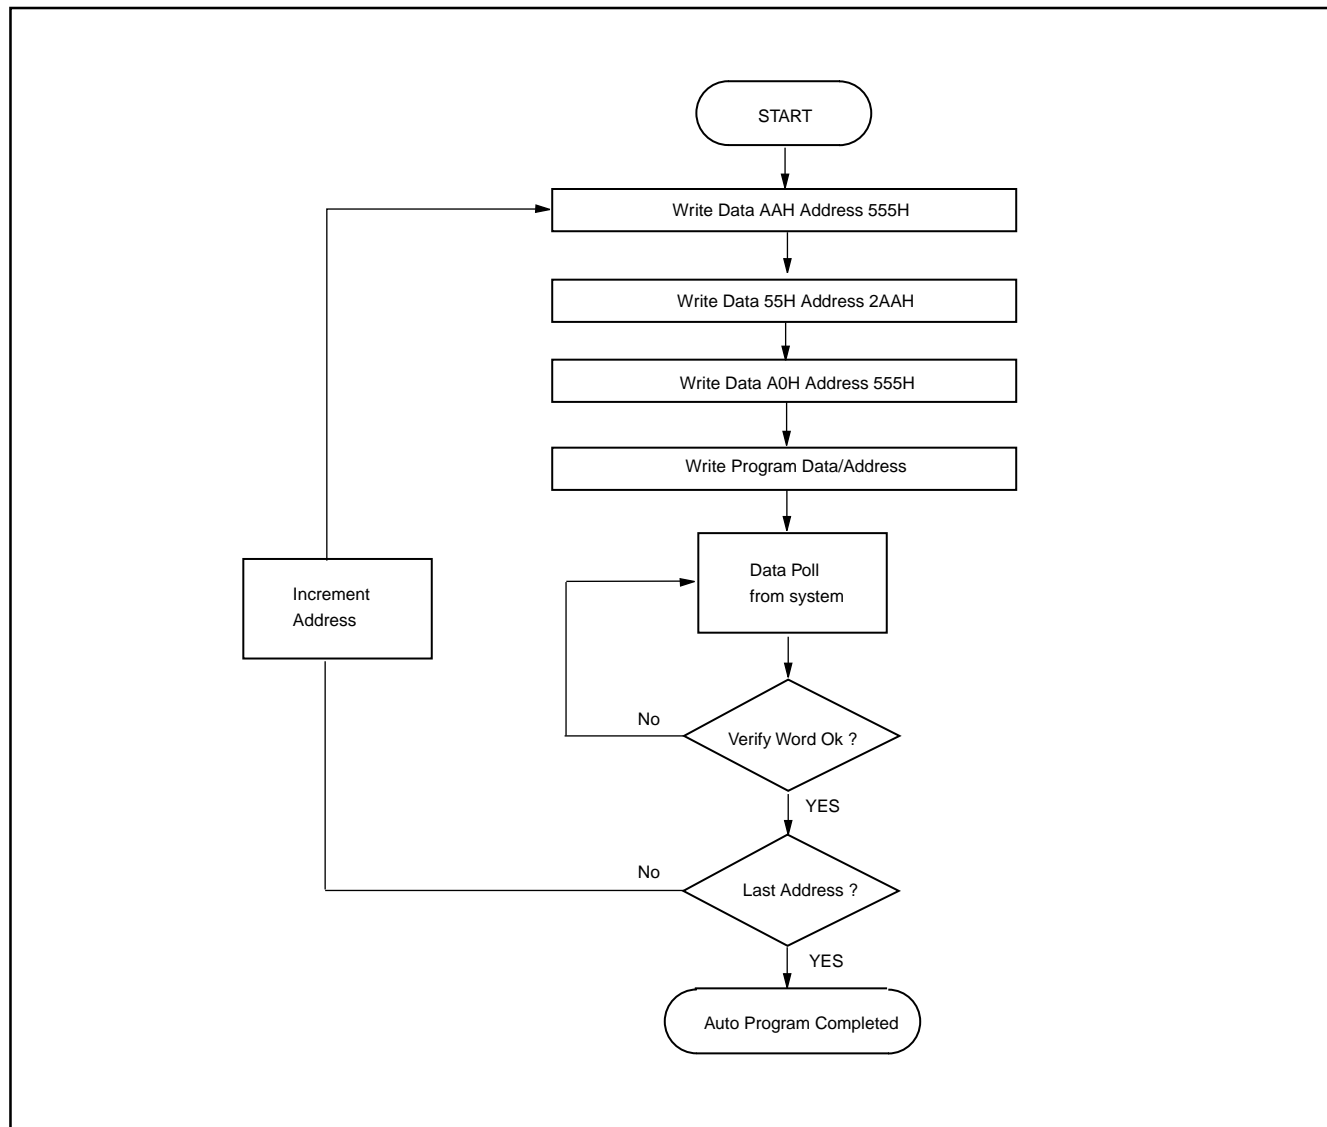 START
Write Data AAH Address 555H
Write Data 55H Address 2AAH
Write Data A0H Address 555H
Write Program Data/Address
Data Poll
from system
Increment
Address
No
Verify Word Ok ?
YES
No
Last Address ?
YES
Auto Program Completed